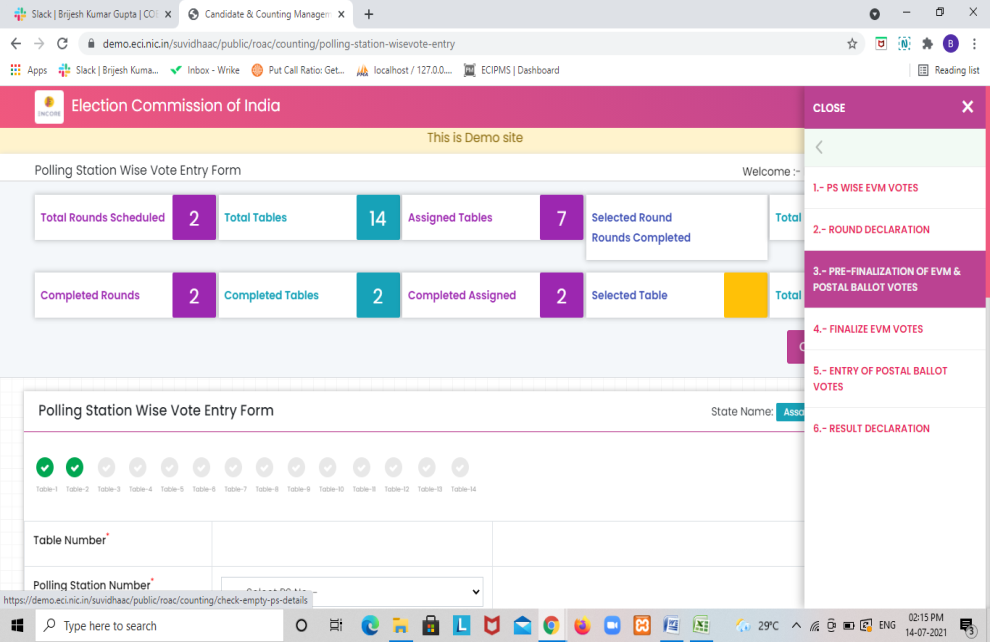 Slack | Brijesh Kumar Gupta | CO
Candidate & Counting Managem
demo.eci.nic.in/suvidhaac/public/roac/counting/polling-station-wisevote-entry
B
Apps
Slack | Brijesh Kuma...
Inbox - Wrike
Put Call Ratio: Get...
localhost / 127.0.0....
ECIPMS | Dashboard
Reading list
ENCORE
Election Commission of India
CLOSE
This is Demo site
Polling Station Wise Vote Entry Form
Welcome :-
Total Rounds Scheduled 2
Total Tables 14
Assigned Tables 7
Selected Round
Rounds Completed
Total
Completed Rounds 2
Completed Tables 2
Completed Assigned 2
Selected Table
Total
1.- PS WISE EVM VOTES
2.- ROUND DECLARATION
3.- PRE-FINALIZATION OF EVM &
POSTAL BALLOT VOTES
4.- FINALIZE EVM VOTES
5.- ENTRY OF POSTAL BALLOT
VOTES
6.- RESULT DECLARATION
Polling Station Wise Vote Entry Form
State Name: Assa
Table-1 Table-2 Table-3 Table-4 Table-5 Table-6 Table-7 Table-8 Table-9 Table-10 Table-11 Table-12 Table-13 Table-14
Table Number*
Polling Station Number*
https://demo.eci.nic.in/suvidhaac/public/roac/counting/check-empty-ps-details
Type here to search
29°C
ENG
02:15 PM
14-07-2021
3